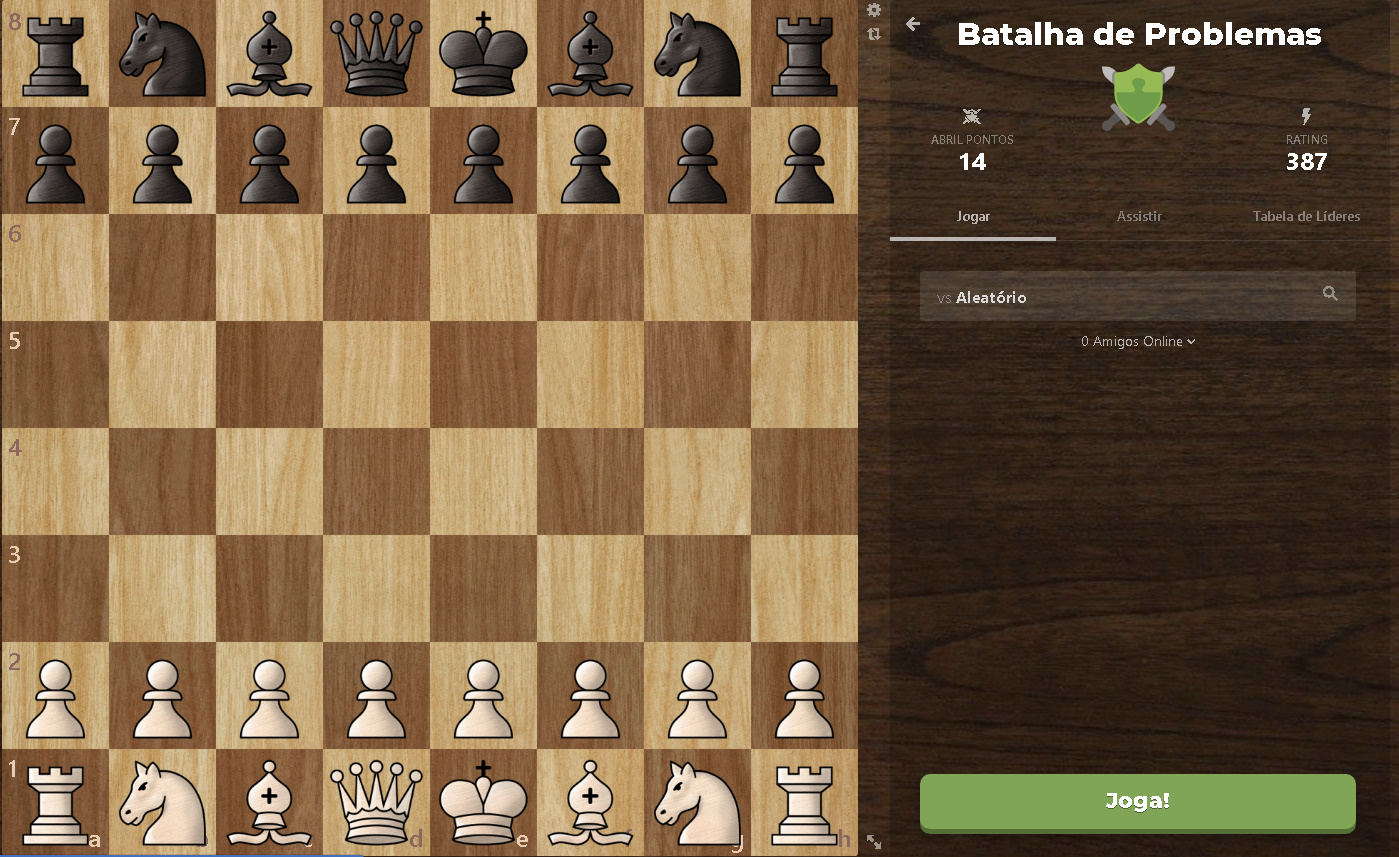 8
7
6
5
4
3
2
1
a
d
e
g
h
Batalha de Problemas
ABRIL PONTOS
14
RATING
387
Jogar
Assistir
Tabela de Líderes
vs Aleatório
0 Amigos Online
Joga!